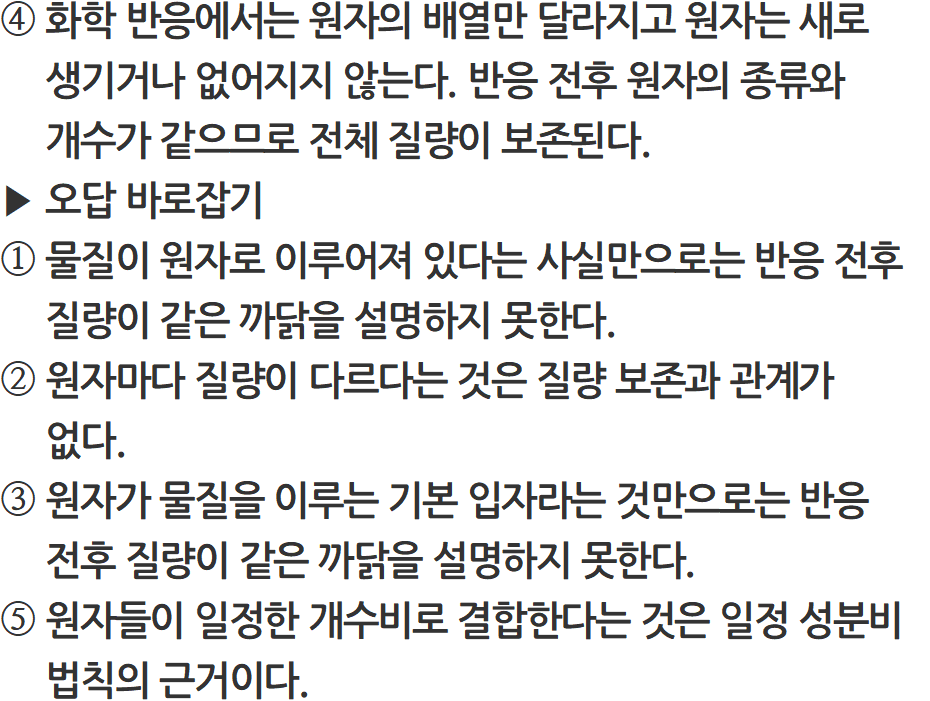 ④ 화학 반응에서는 원자의 배열만 달라지고 원자는 새로
생기거나 없어지지 않는다. 반응 전후 원자의 종류와
개수가 같으므로 전체 질량이 보존된다.
▶ 오답 바로잡기
① 물질이 원자로 이루어져 있다는 사실만으로는 반응 전후
질량이 같은 까닭을 설명하지 못한다.
② 원자마다 질량이 다르다는 것은 질량 보존과 관계가
없다.
③ 원자가 물질을 이루는 기본 입자라는 것만으로는 반응
전후 질량이 같은 까닭을 설명하지 못한다.
⑤ 원자들이 일정한 개수비로 결합한다는 것은 일정 성분비
법칙의 근거이다.